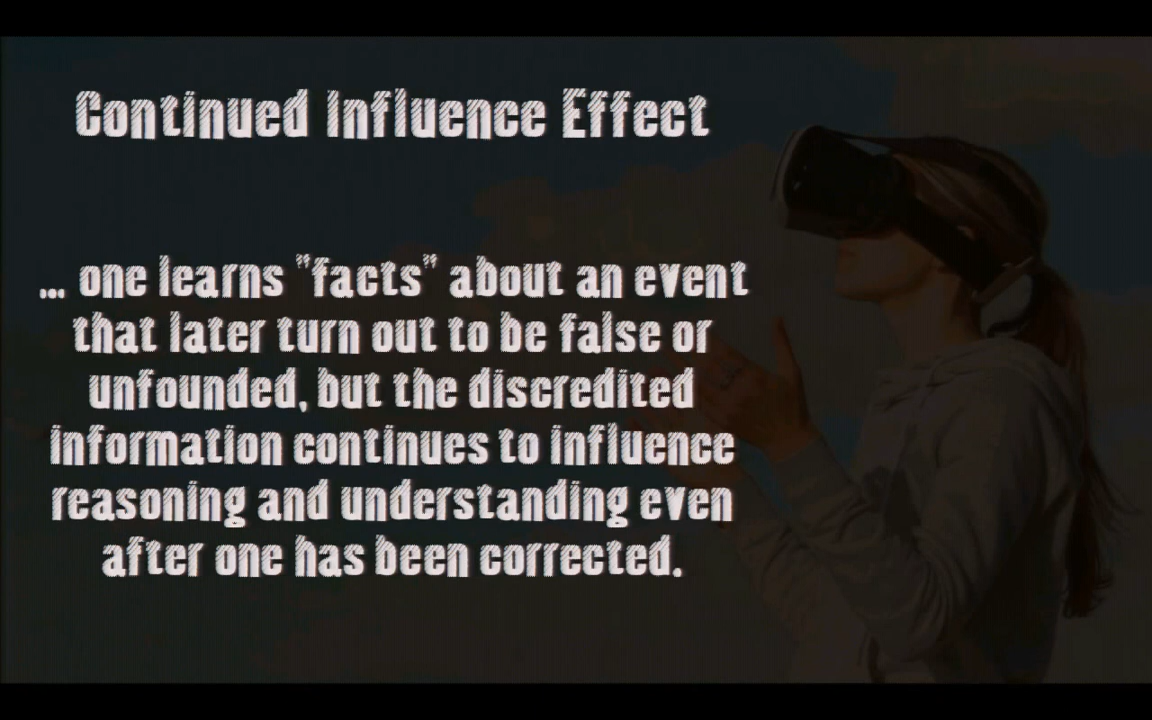 Continued Influence Effect
... one learns "facts" about an event
that later turn out to be false or
unfounded, but the discredited
information continues to influence
reasoning and understanding even
after one has been corrected.